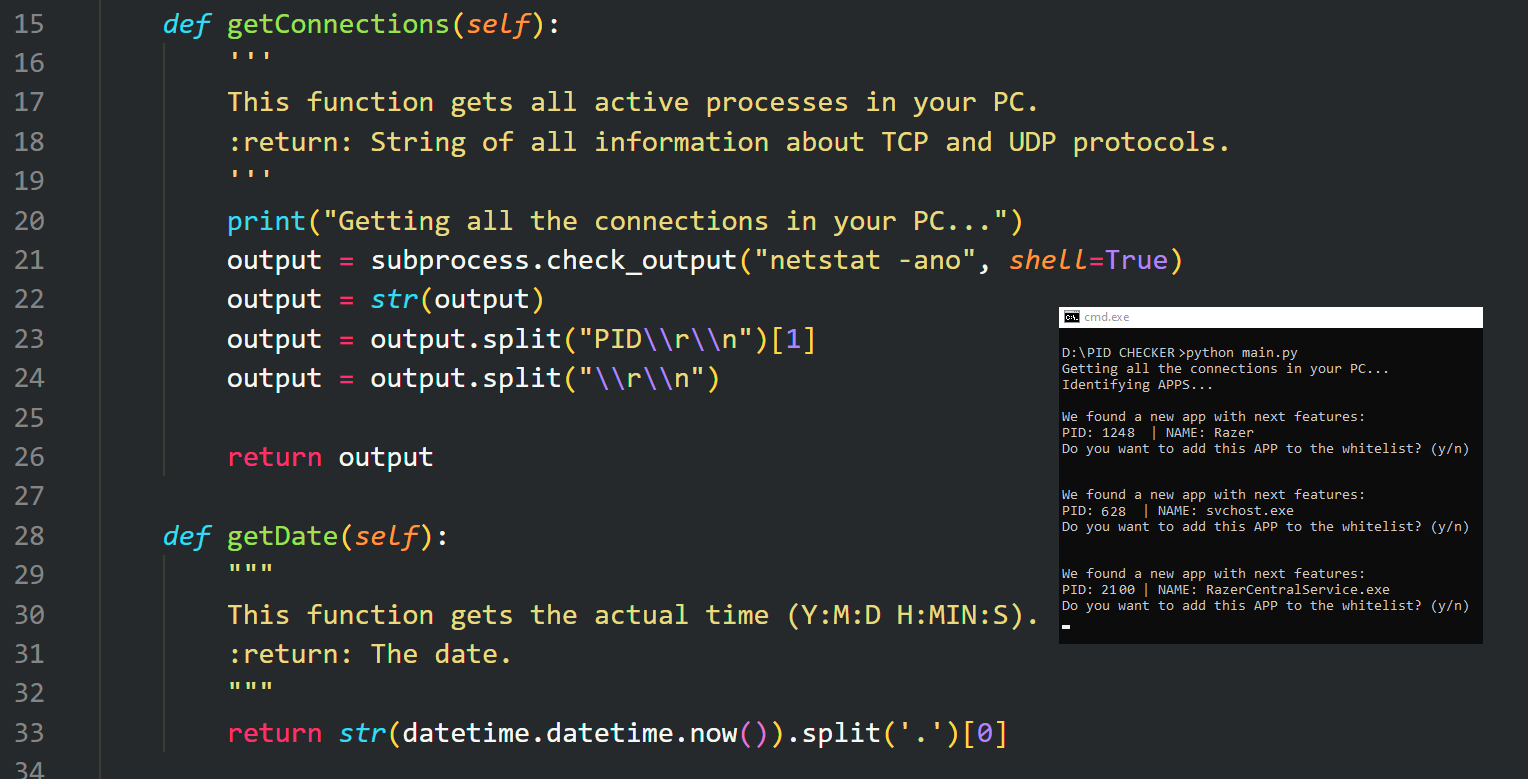 15 def getConnections(self):
16 '''
17 This function gets all active processes in your PC.
18 :return: String of all information about TCP and UDP protocols.
19 '''
20 print("Getting all the connections in your PC...")
21 output = subprocess.check_output("netstat -ano", shell=True)
22 output = str(output)
23 output = output.split("PID\\r\\n")[1]
24 output = output.split("\\r\\n")
25
26 return output
27
28 def getDate(self):
29 """
30 This function gets the actual time (Y:M:D H:MIN:S).
31 :return: The date.
32 """
33 return str(datetime.datetime.now()).split('.')[0]
34
cmd.exe
D:\PID CHECKER>python main.py
Getting all the connections in your PC...
Identifying APPS...
We found a new app with next features:
PID: 1248 | NAME: Razer
Do you want to add this APP to the whitelist? (y/n)
We found a new app with next features:
PID: 628 | NAME: svchost.exe
Do you want to add this APP to the whitelist? (y/n)
We found a new app with next features:
PID: 2100 | NAME: RazerCentralService.exe
Do you want to add this APP to the whitelist? (y/n)